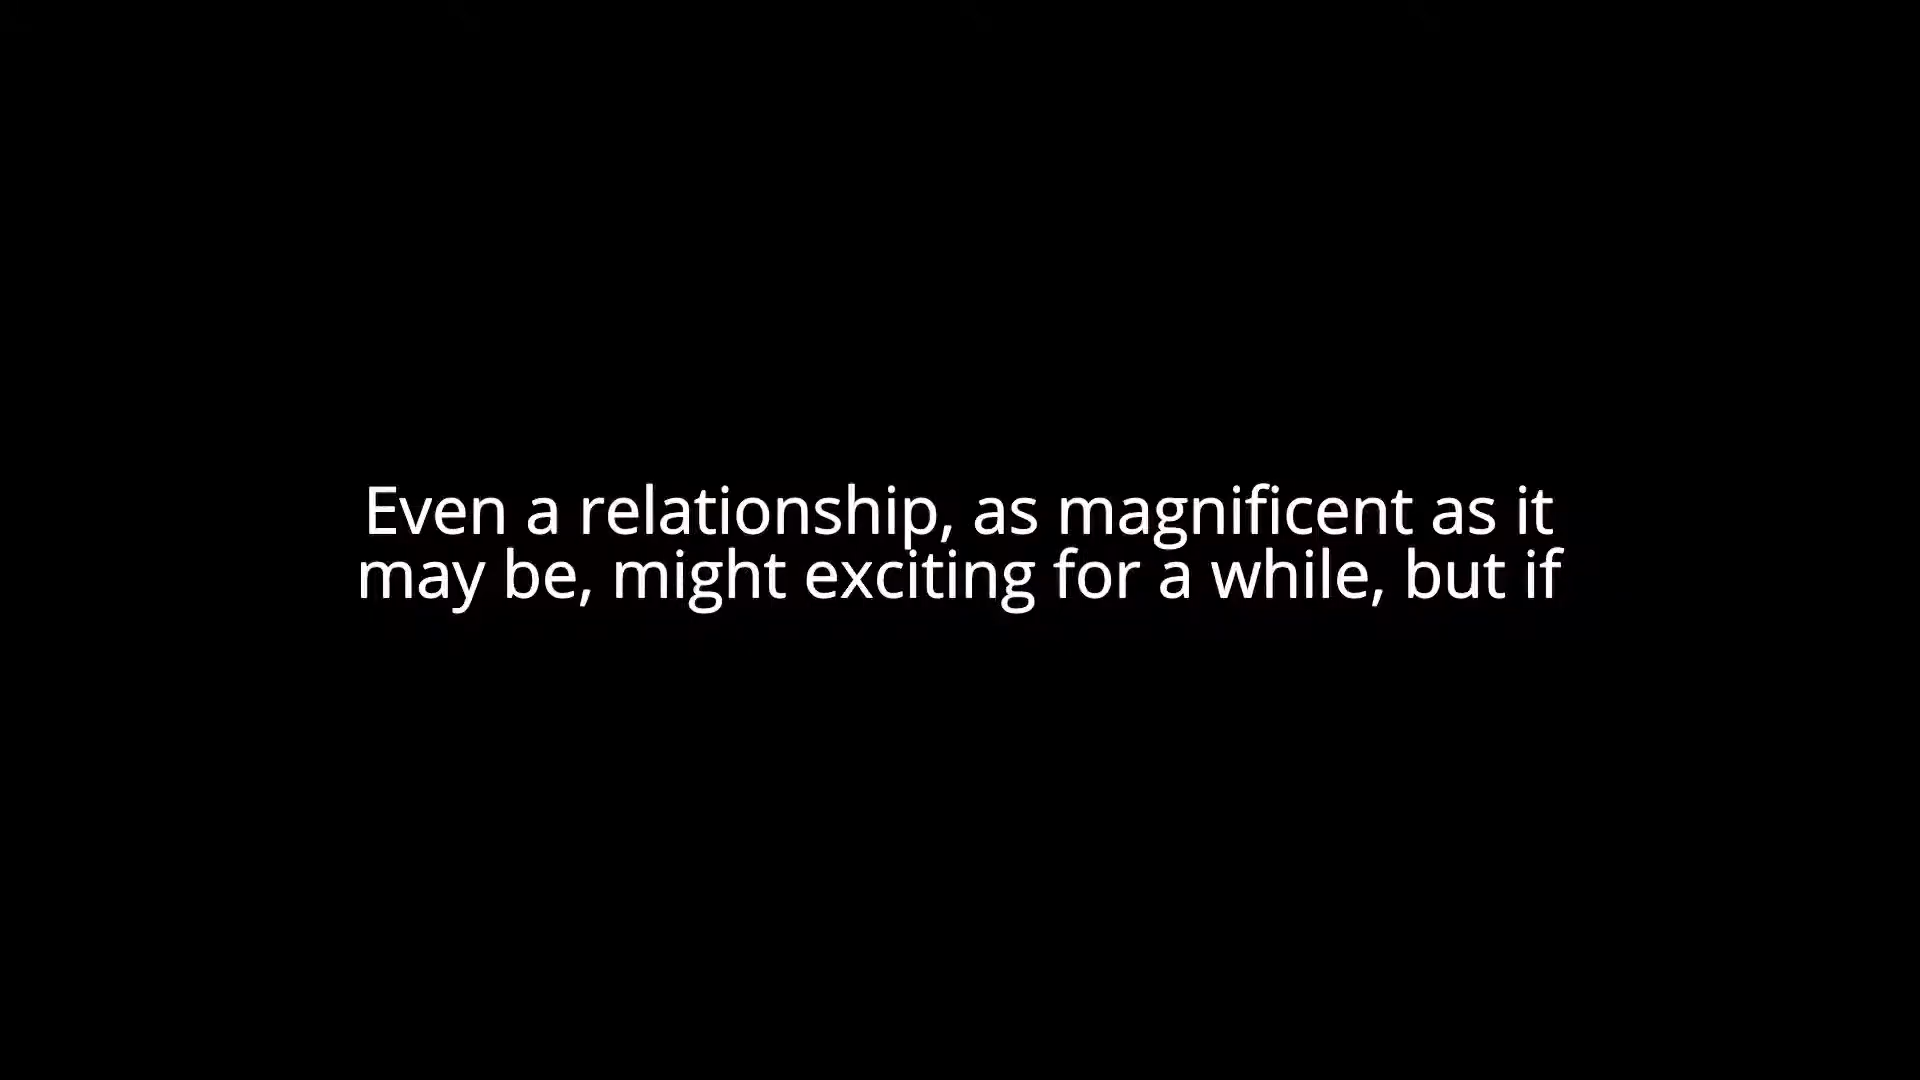 Even a relationship, as magnificent as it
may be, might exciting for a while, but if